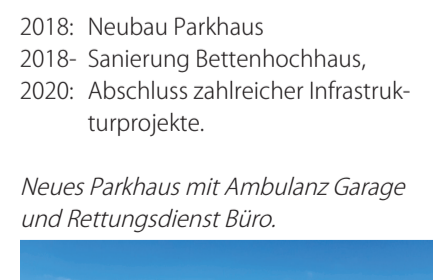 2018: Neubau Parkhaus
2018- Sanierung Bettenhochhaus,
2020: Abschluss zahlreicher Infrastruk-
turprojekte.
Neues Parkhaus mit Ambulanz Garage
und Rettungsdienst Büro.